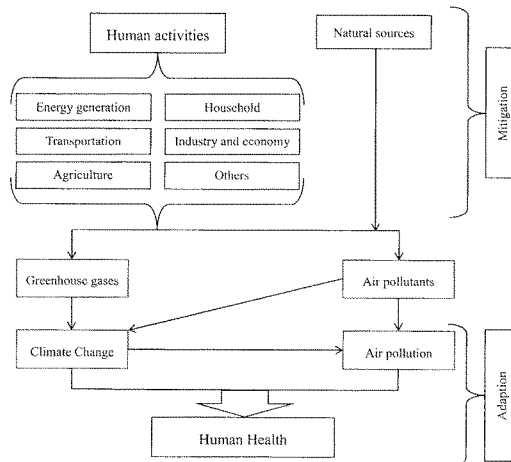 Human activities
Natural sources
Energy generation
Household
Transportation
Industry and economy
Agriculture
Others
Mitigation
Greenhouse gases
Air pollutants
Climate Change
Air pollution
Human Health
Adaption